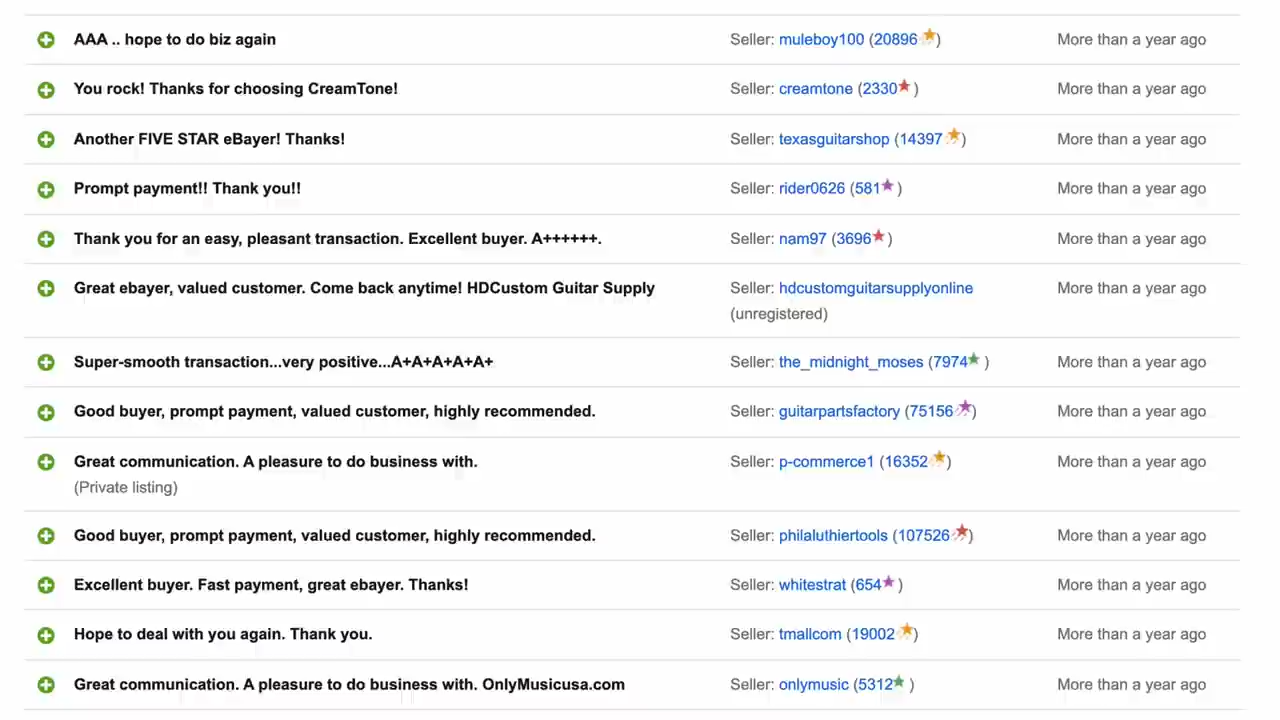 AAA .. hope to do biz again Seller: muleboy100 (20896) More than a year ago
You rock! Thanks for choosing CreamTone! Seller: creamtone (2330) More than a year ago
Another FIVE STAR eBayer! Thanks! Seller: texasguitarshop (14397) More than a year ago
Prompt payment!! Thank you!! Seller: rider0626 (581) More than a year ago
Thank you for an easy, pleasant transaction. Excellent buyer. A++++++. Seller: nam97 (3696) More than a year ago
Great ebayer, valued customer. Come back anytime! HDCustom Guitar Supply Seller: hdcustomguitarsupplyonline More than a year ago
(unregistered)
Super-smooth transaction...very positive...A+A+A+A+A+ Seller: the_midnight_moses (7974) More than a year ago
Good buyer, prompt payment, valued customer, highly recommended. Seller: guitarpartsfactory (75156) More than a year ago
Great communication. A pleasure to do business with. Seller: p-commerce1 (16352) More than a year ago
(Private listing)
Good buyer, prompt payment, valued customer, highly recommended. Seller: philaluthiertools (107526) More than a year ago
Excellent buyer. Fast payment, great ebayer. Thanks! Seller: whitestrat (654) More than a year ago
Hope to deal with you again. Thank you. Seller: tmallcom (19002) More than a year ago
Great communication. A pleasure to do business with. OnlyMusicusa.com Seller: onlymusic (5312) More than a year ago